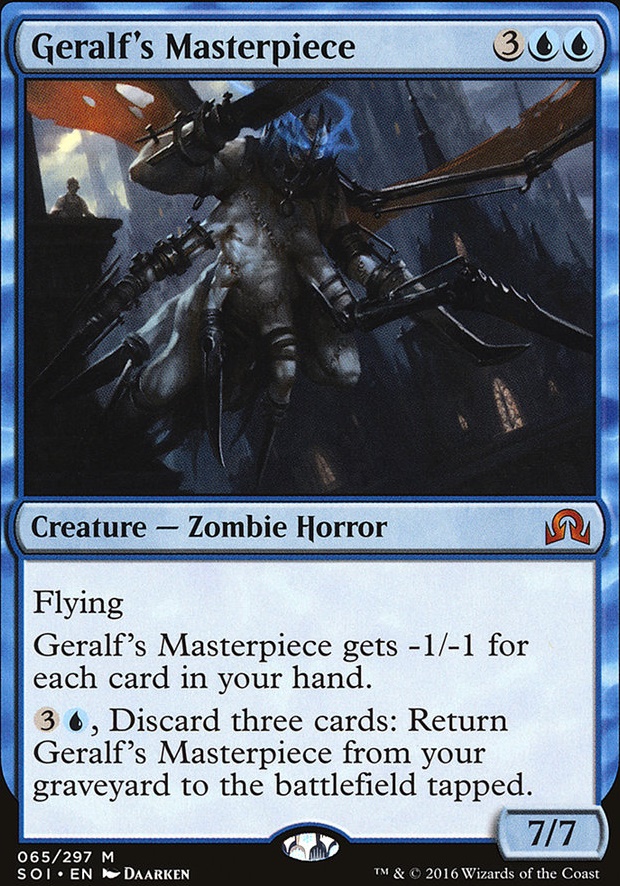 Geralf's Masterpiece 3
Creature — Zombie Horror
Flying
Geralf's Masterpiece gets -1/-1 for
each card in your hand.
3, Discard three cards: Return
Geralf's Masterpiece from your
graveyard to the battlefield tapped.
7/7
065/297 M
SOI • EN Daarken
™ & © 2016 Wizards of the Coast